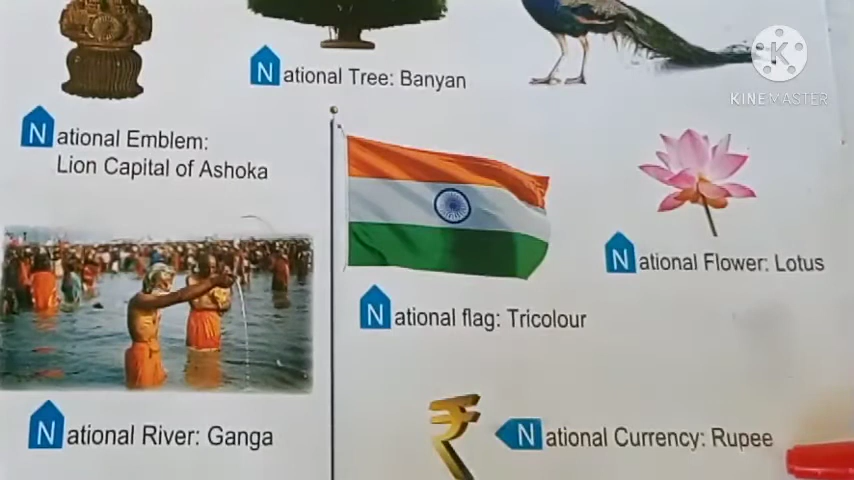 National Tree: Banyan
KINEMASTER
National Emblem:
Lion Capital of Ashoka
National Flower: Lotus
National flag: Tricolour
National River: Ganga
National Currency: Rupee